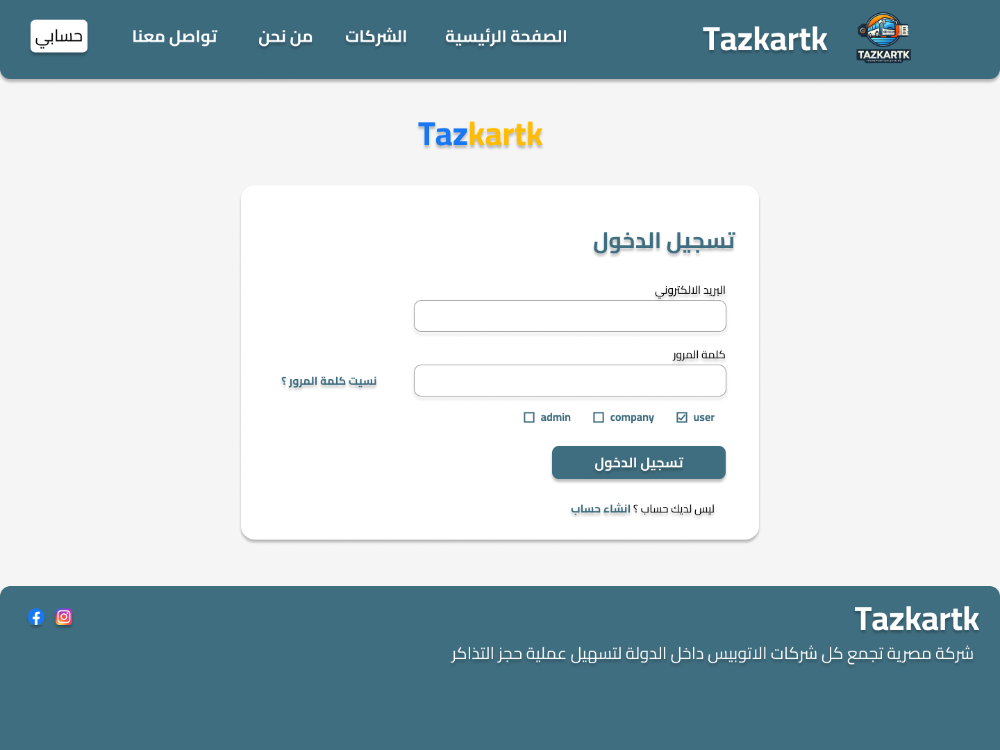 TAZKARTK
TRANSPORTION BOOKING
Tazkartk
الصفحة الرئيسية
الشركات
من نحن
تواصل معنا
حسابي
Tazkartk
تسجيل الدخول
البريد الالكتروني
كلمة المرور
نسيت كلمة المرور ؟
user
company
admin
تسجيل الدخول
ليس لديك حساب ؟ انشاء حساب
Tazkartk
شركة مصرية تجمع كل شركات الاتوبيس داخل الدولة لتسهيل عملية حجز التذاكر